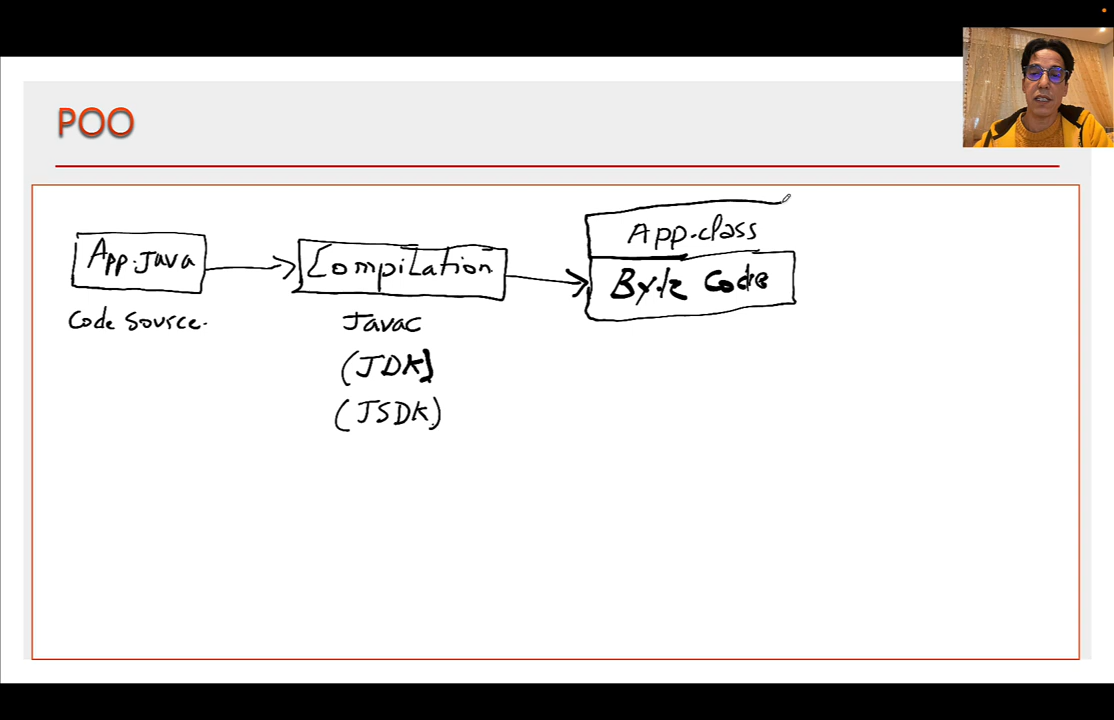 POO
App.java
Compilation
App.class
Byte Code
Code Source.
Javac
(JDK)
(JSDK)